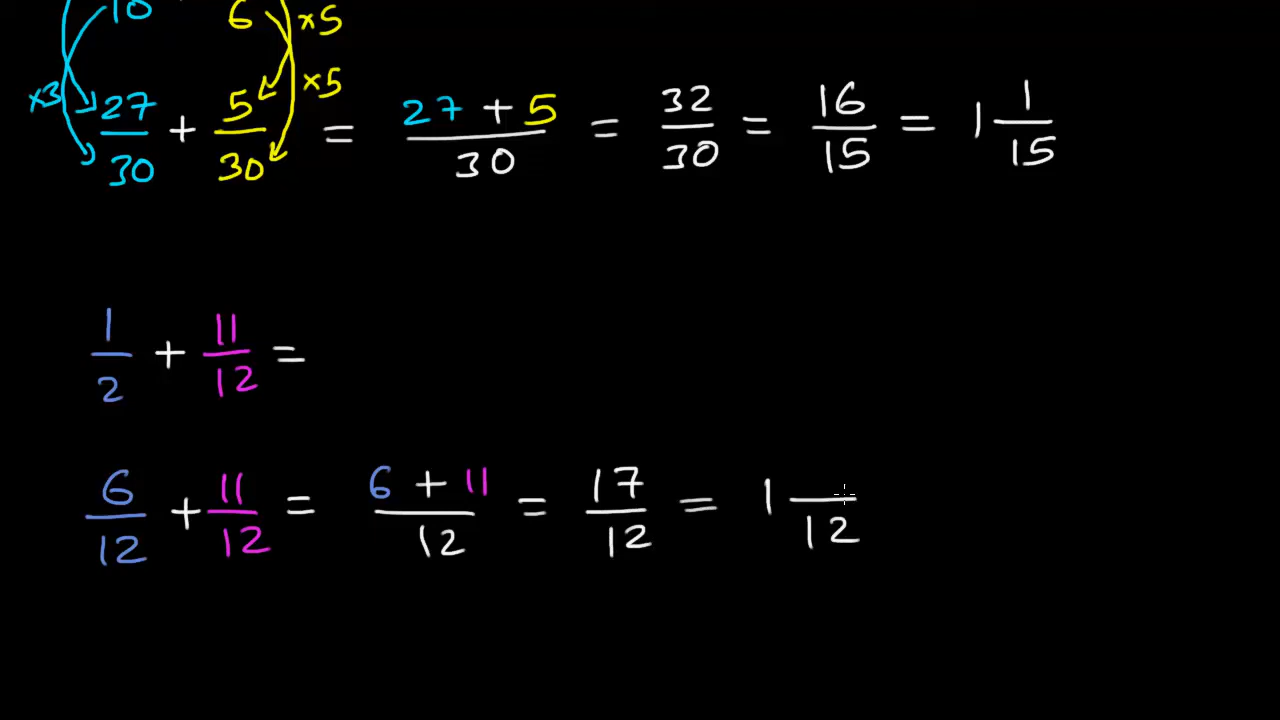 10 6 ×5
×3 ×5
27/30 + 5/30 = 27 + 5/30 = 32/30 = 16/15 = 1 1/15
1/2 + 11/12 =
6/12 + 11/12 = 6 + 11/12 = 17/12 = 1 /12